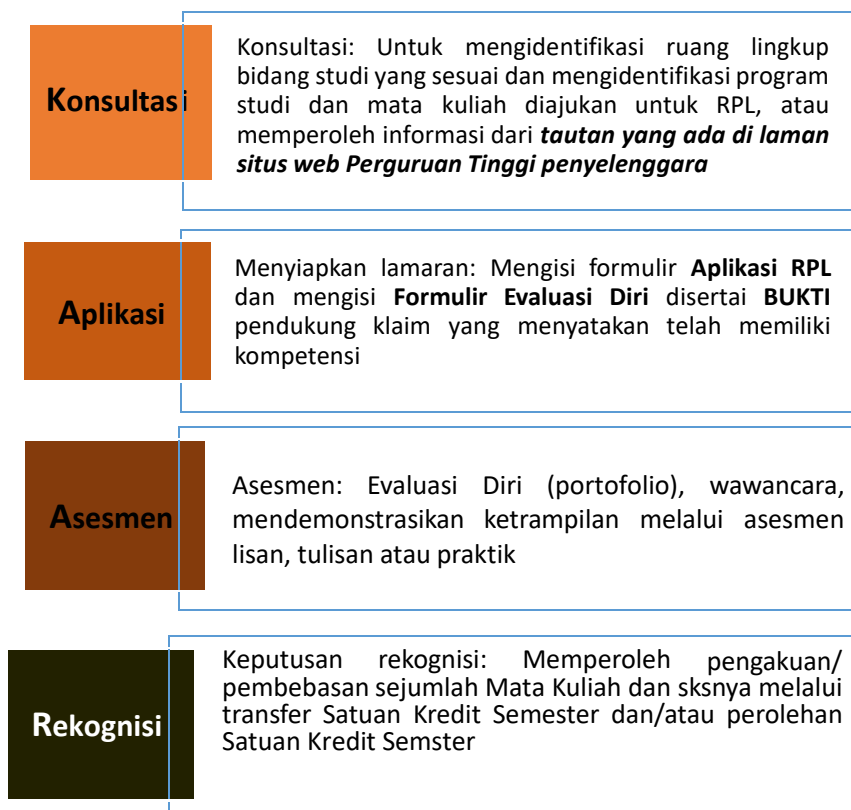 Konsultasi
Konsultasi: Untuk mengidentifikasi ruang lingkup
bidang studi yang sesuai dan mengidentifikasi program
studi dan mata kuliah diajukan untuk RPL, atau
memperoleh informasi dari tautan yang ada di laman
situs web Perguruan Tinggi penyelenggara
Aplikasi
Menyiapkan lamaran: Mengisi formulir Aplikasi RPL
dan mengisi Formulir Evaluasi Diri disertai BUKTI
pendukung klaim yang menyatakan telah memiliki
kompetensi
Asesmen
Asesmen: Evaluasi Diri (portofolio), wawancara,
mendemonstrasikan ketrampilan melalui asesmen
lisan, tulisan atau praktik
Rekognisi
Keputusan rekognisi: Memperoleh pengakuan/
pembebasan sejumlah Mata Kuliah dan sksnya melalui
transfer Satuan Kredit Semester dan/atau perolehan
Satuan Kredit Semster